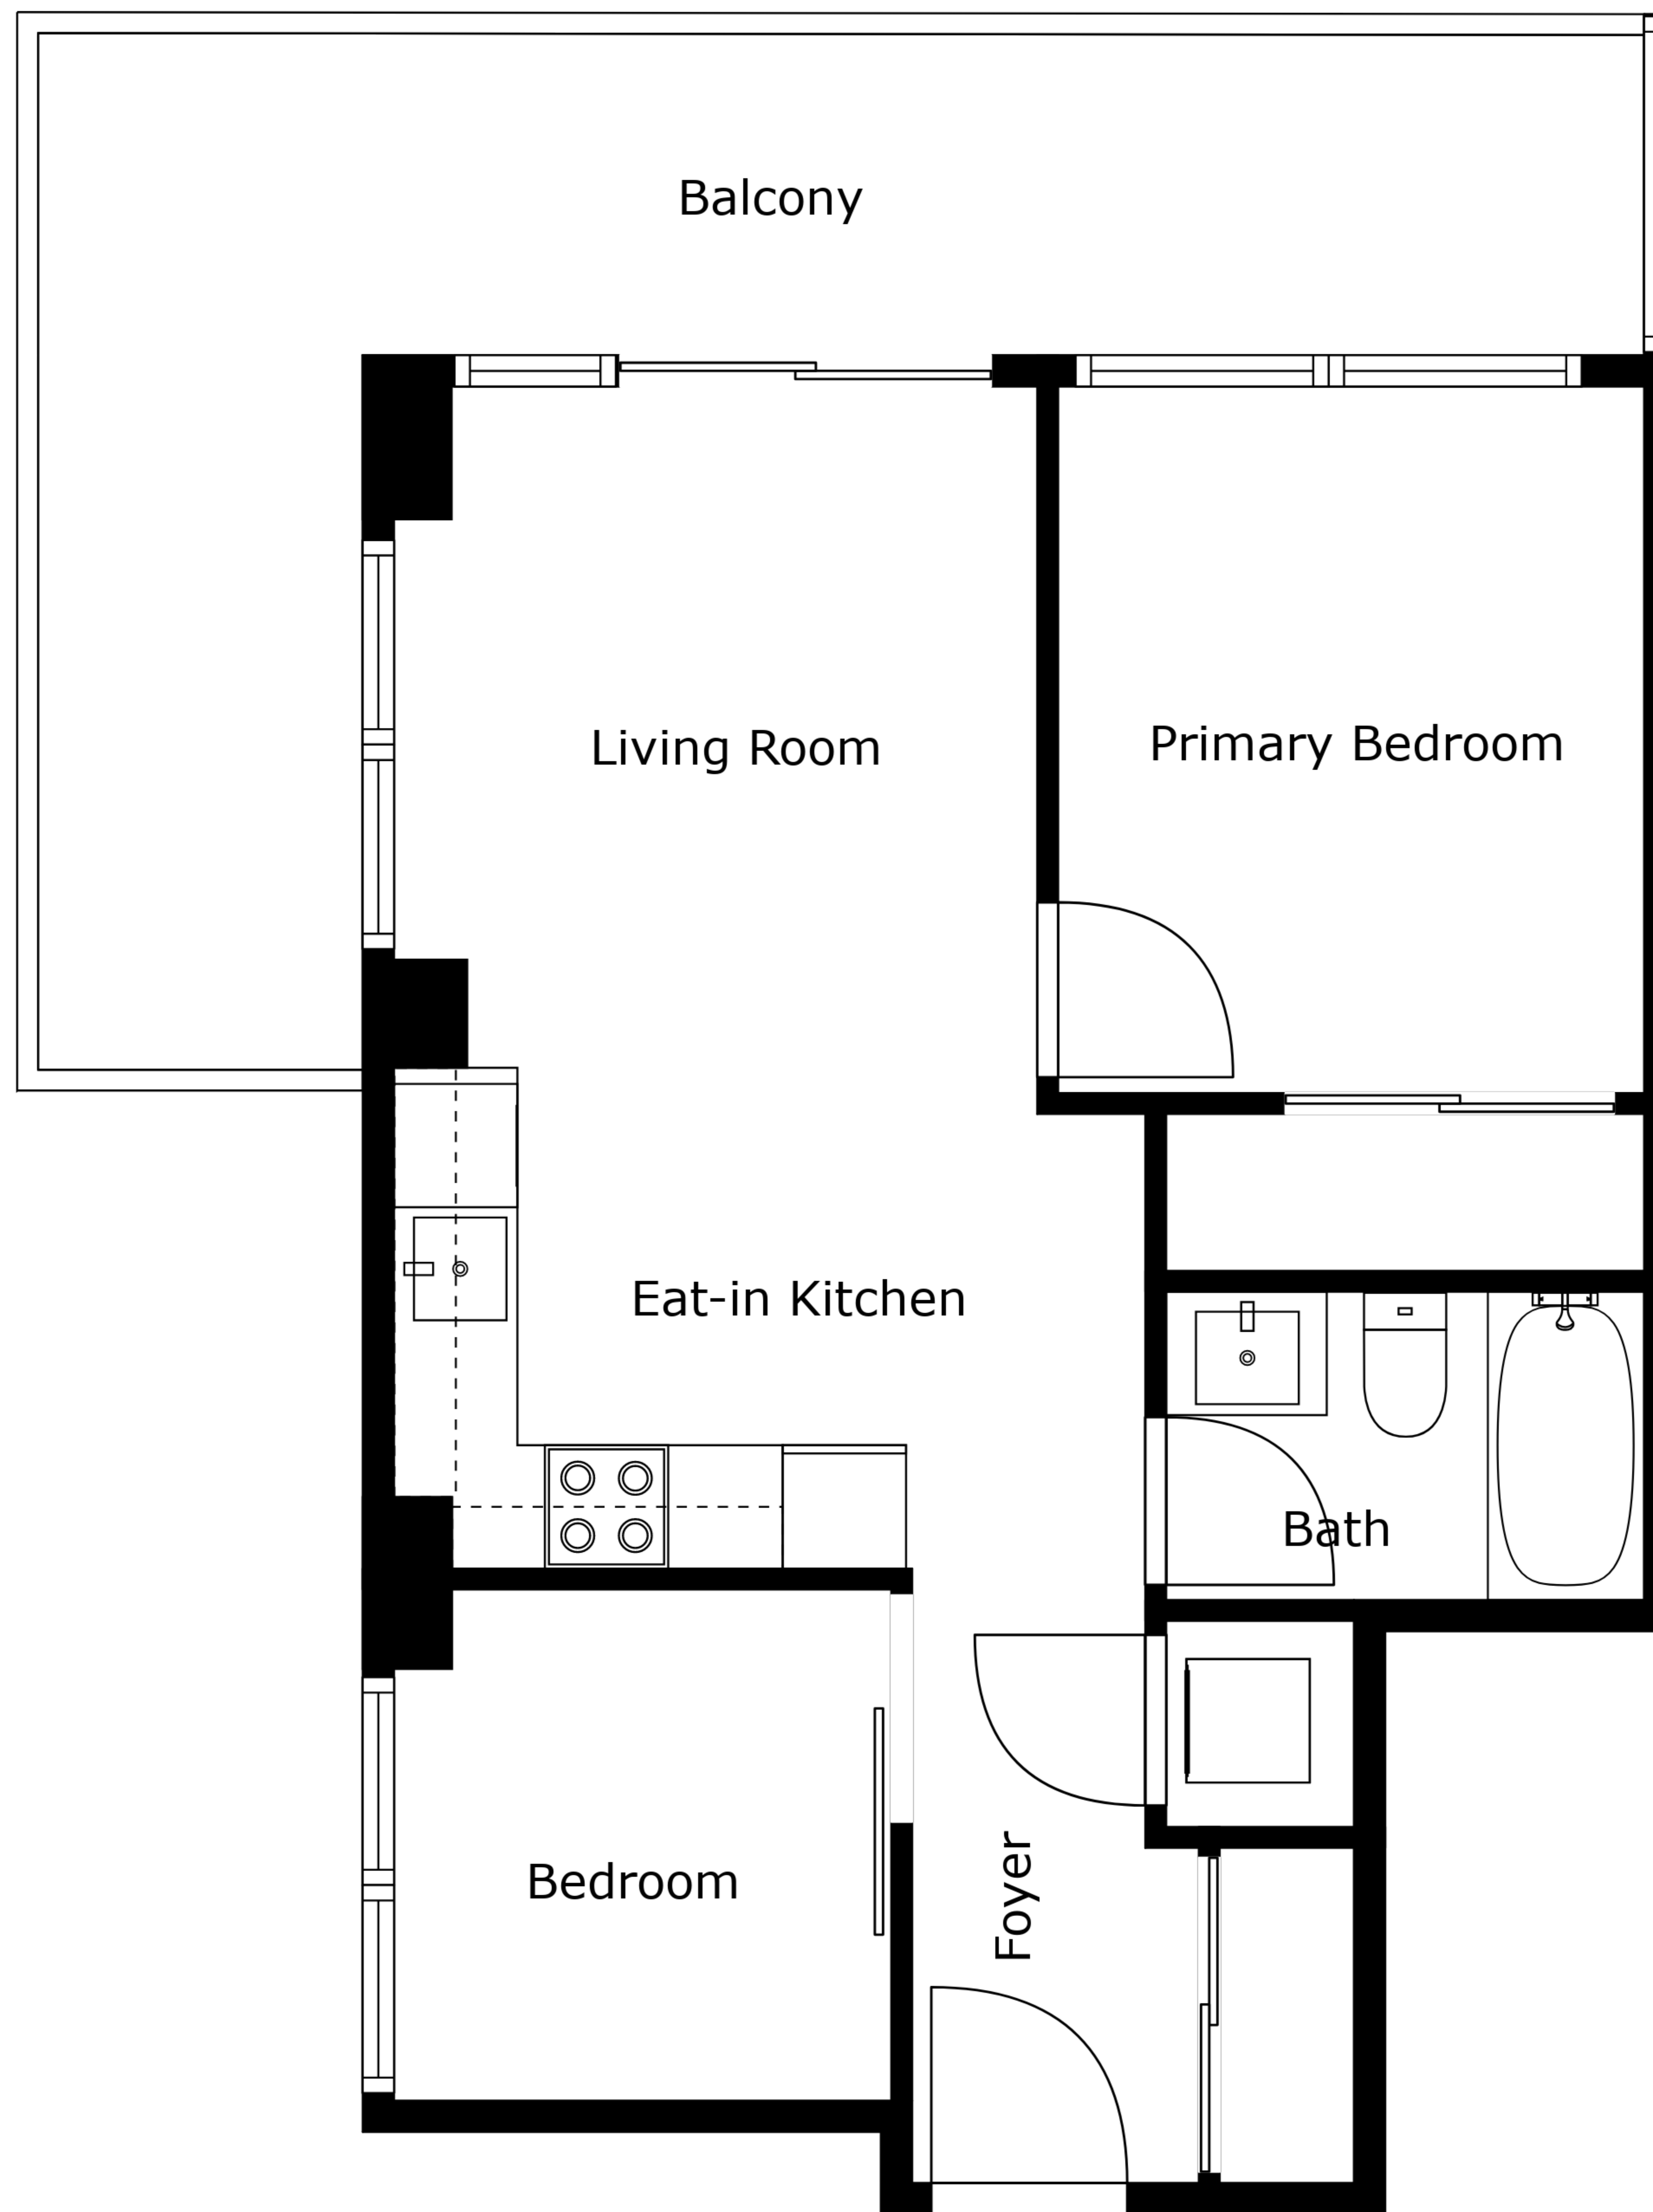 Balcony
Living Room
Primary Bedroom
Eat-in Kitchen
Bath
Bedroom
Foyer